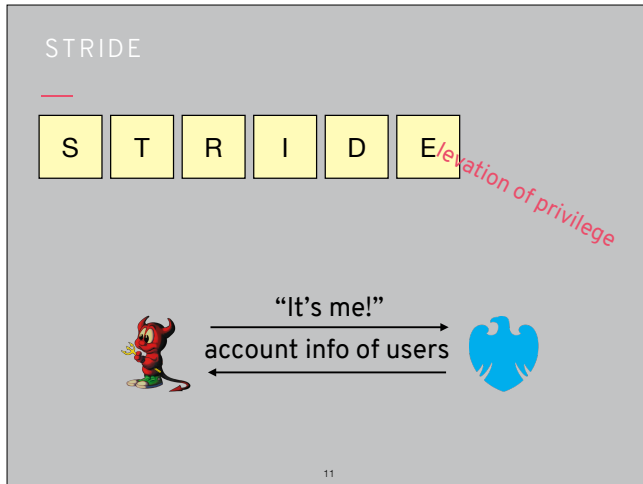 STRIDE
S T R I D E
levation of privilege
“It’s me!”
account info of users
11